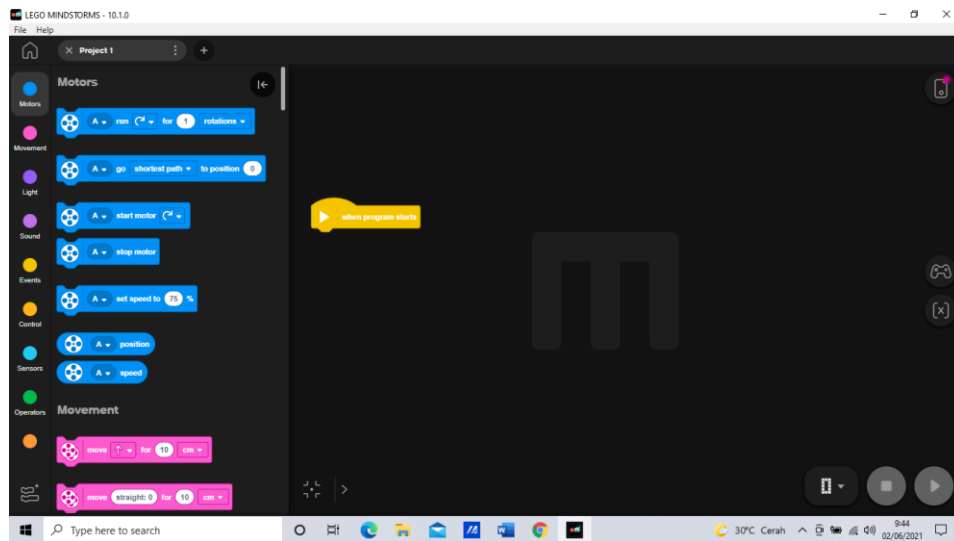 LEGO MINDSTORMS - 10.1.0
File Help
Project 1
Motors
Movement
Light
Sound
Events
Control
Sensors
Operators
Motors
A run for 1 rotations
A go shortest path to position 0
A start motor
A stop motor
A set speed to 75 %
A position
A speed
Movement
move for 10 cm
move straight: 0 for 10 cm
when program starts
Type here to search
30°C Cerah
9:44
02/06/2021